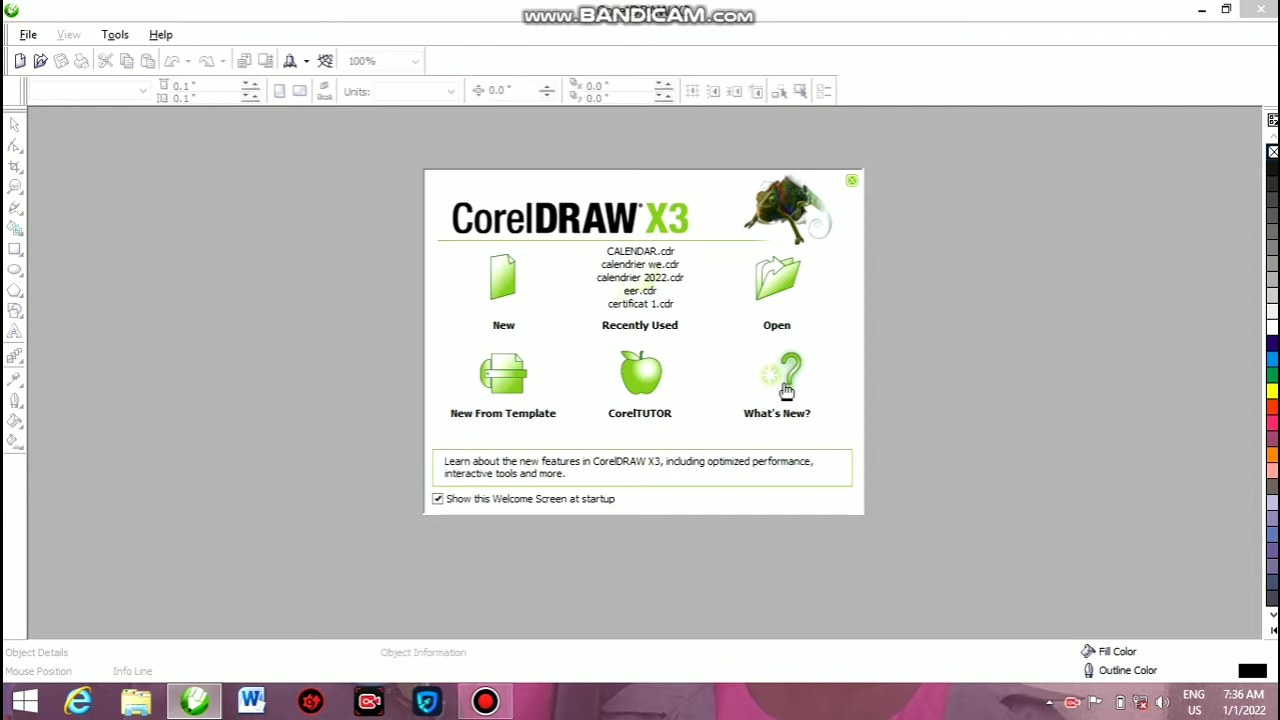 www.BANDICAM.com
File View Tools Help
100%
0.1 "
0.1 "
Units:
0.0 "
x 0.0 "
y 0.0 "
CorelDRAW X3
CALENDAR.cdr
calendrier we.cdr
calendrier 2022.cdr
eer.cdr
certificat 1.cdr
New
Recently Used
Open
New From Template
CorelTUTOR
What's New?
Learn about the new features in CorelDRAW X3, including optimized performance,
interactive tools and more.
Show this Welcome Screen at startup
Object Details
Object Information
Fill Color
Mouse Position
Info Line
Outline Color
ENG
US
7:36 AM
1/1/2022